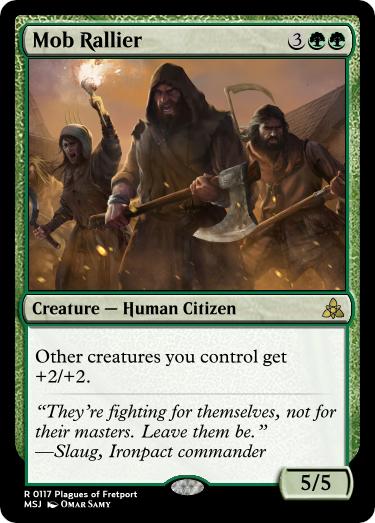 Mob Rallier 3
Creature — Human Citizen
Other creatures you control get
+2/+2.
“They’re fighting for themselves, not for
their masters. Leave them be.”
—Slaug, Ironpact commander
5/5
R 0117 Plagues of Fretport
MSJ Omar Samy